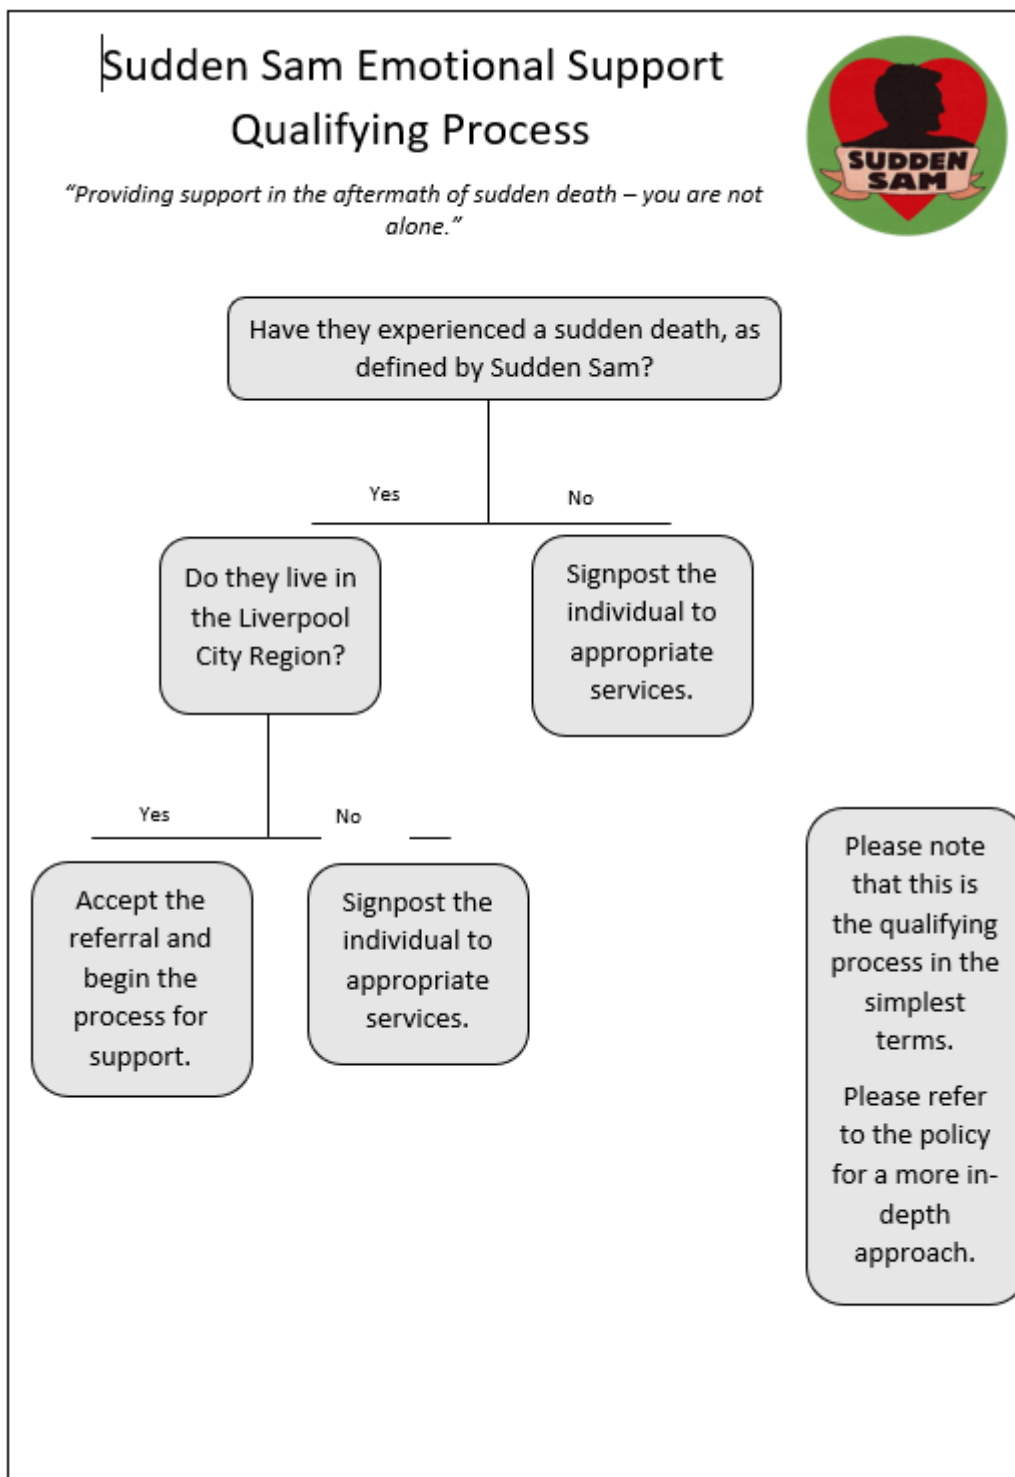 Sudden Sam Emotional Support
Qualifying Process
“Providing support in the aftermath of sudden death – you are not
alone.”
SUDDEN
SAM
Have they experienced a sudden death, as
defined by Sudden Sam?
Yes
No
Do they live in
the Liverpool
City Region?
Signpost the
individual to
appropriate
services.
Yes
No
Accept the
referral and
begin the
process for
support.
Signpost the
individual to
appropriate
services.
Please note
that this is
the qualifying
process in the
simplest
terms.
Please refer
to the policy
for a more in-
depth
approach.